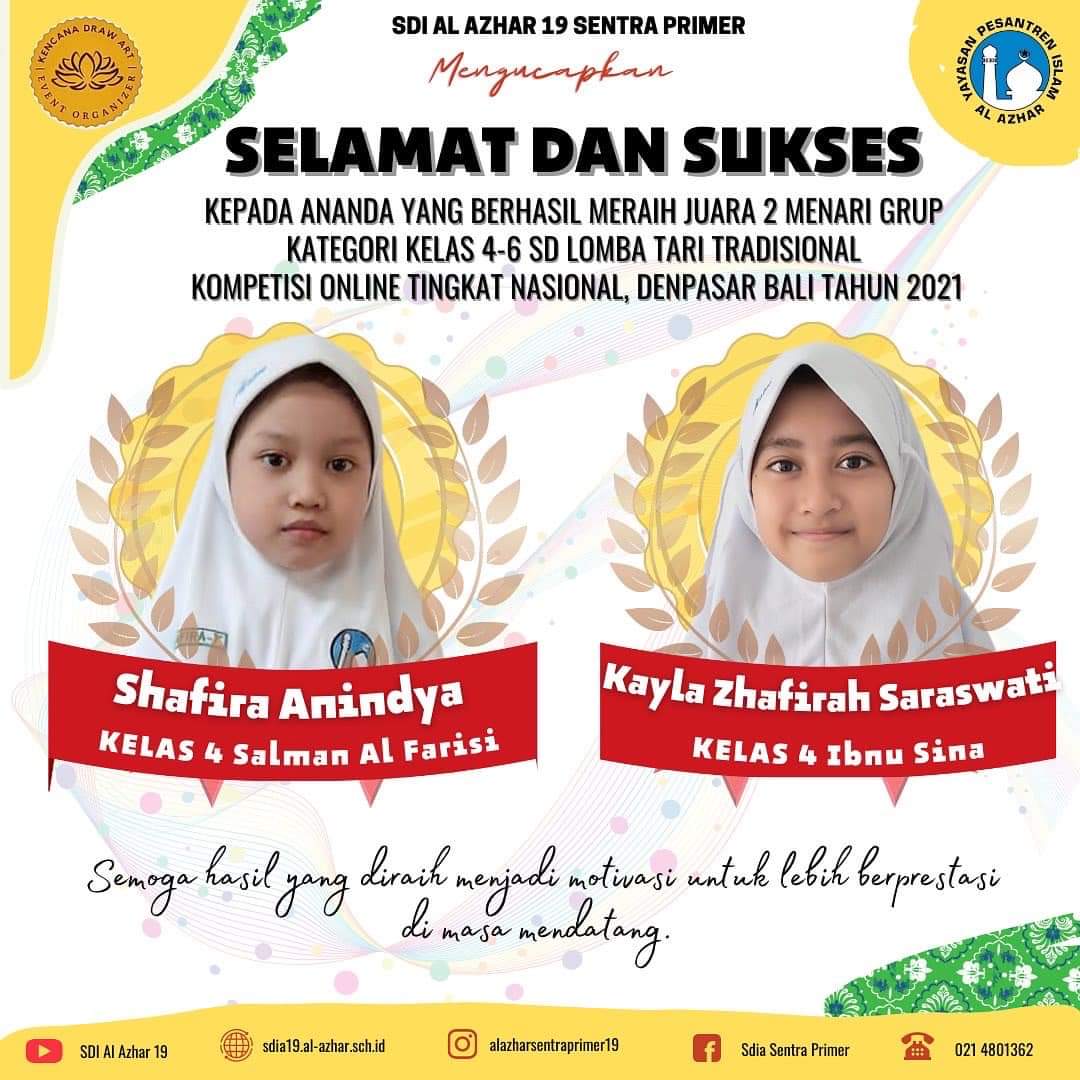 KENCANA DRAW ART
EVENT ORGANIZER
SDI AL AZHAR 19 SENTRA PRIMER
Mengucapkan
YAYASAN PESANTREN ISLAM
AL AZHAR
SELAMAT DAN SUKSES
KEPADA ANANDA YANG BERHASIL MERAIH JUARA 2 MENARI GRUP
KATEGORI KELAS 4-6 SD LOMBA TARI TRADISIONAL
KOMPETISI ONLINE TINGKAT NASIONAL, DENPASAR BALI TAHUN 2021
Shafira Anindya
KELAS 4 Salman Al Farisi
Kayla Zhafirah Saraswati
KELAS 4 Ibnu Sina
Semoga hasil yang diraih menjadi motivasi untuk lebih berprestasi
di masa mendatang.
SDI Al Azhar 19
sdia19.al-azhar.sch.id
alazharsentraprimer19
Sdia Sentra Primer
021 4801362